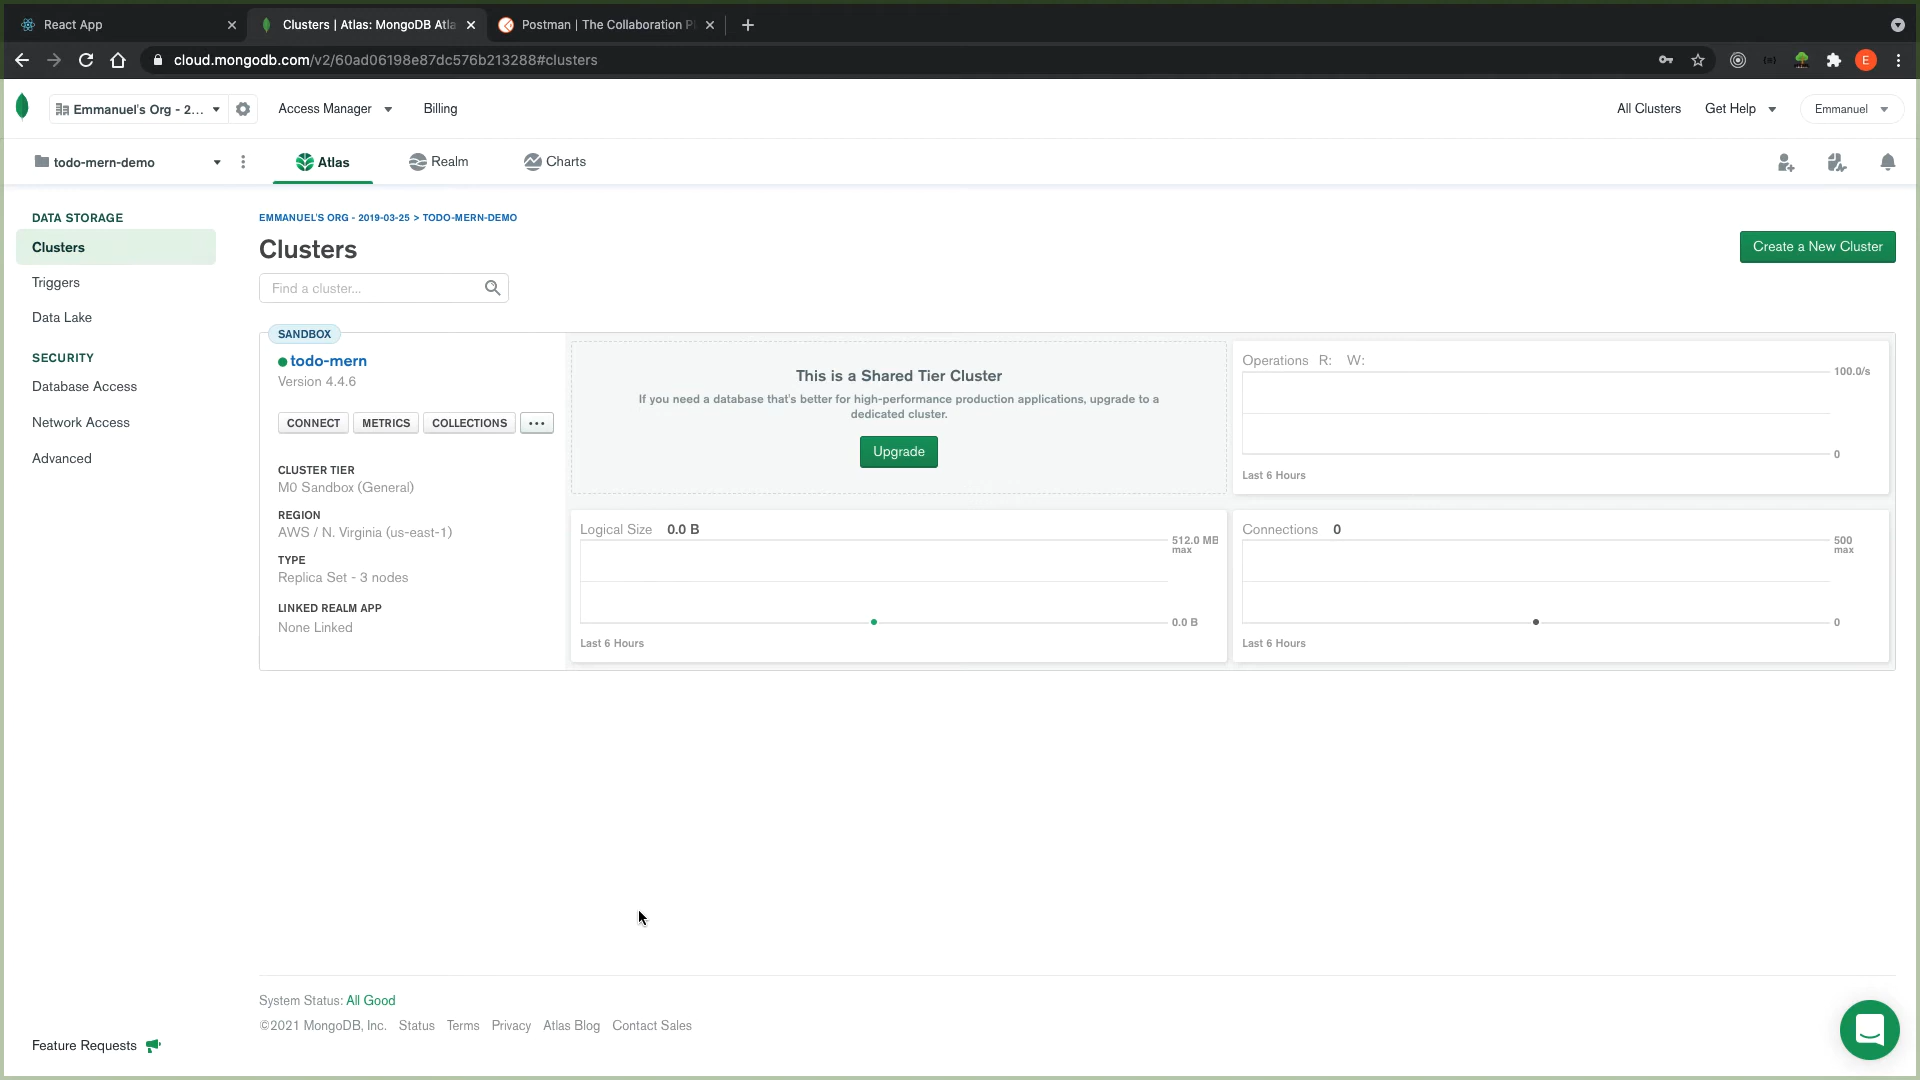 React App
Clusters | Atlas: MongoDB Atla
Postman | The Collaboration P
cloud.mongodb.com/v2/60ad06198e87dc576b213288#clusters
E
Emmanuel's Org - 2...
Access Manager
Billing
All Clusters
Get Help
Emmanuel
todo-mern-demo
Atlas
Realm
Charts
DATA STORAGE
Clusters
Triggers
Data Lake
SECURITY
Database Access
Network Access
Advanced
EMMANUEL'S ORG - 2019-03-25 > TODO-MERN-DEMO
Clusters
Create a New Cluster
Find a cluster...
SANDBOX
todo-mern
Version 4.4.6
CONNECT
METRICS
COLLECTIONS
...
CLUSTER TIER
M0 Sandbox (General)
REGION
AWS / N. Virginia (us-east-1)
TYPE
Replica Set - 3 nodes
LINKED REALM APP
None Linked
This is a Shared Tier Cluster
If you need a database that's better for high-performance production applications, upgrade to a
dedicated cluster.
Upgrade
Operations R: W:
100.0/s
0
Last 6 Hours
Logical Size 0.0 B
512.0 MB
max
0.0 B
Last 6 Hours
Connections 0
500
max
0
Last 6 Hours
System Status: All Good
©2021 MongoDB, Inc. Status Terms Privacy Atlas Blog Contact Sales
Feature Requests